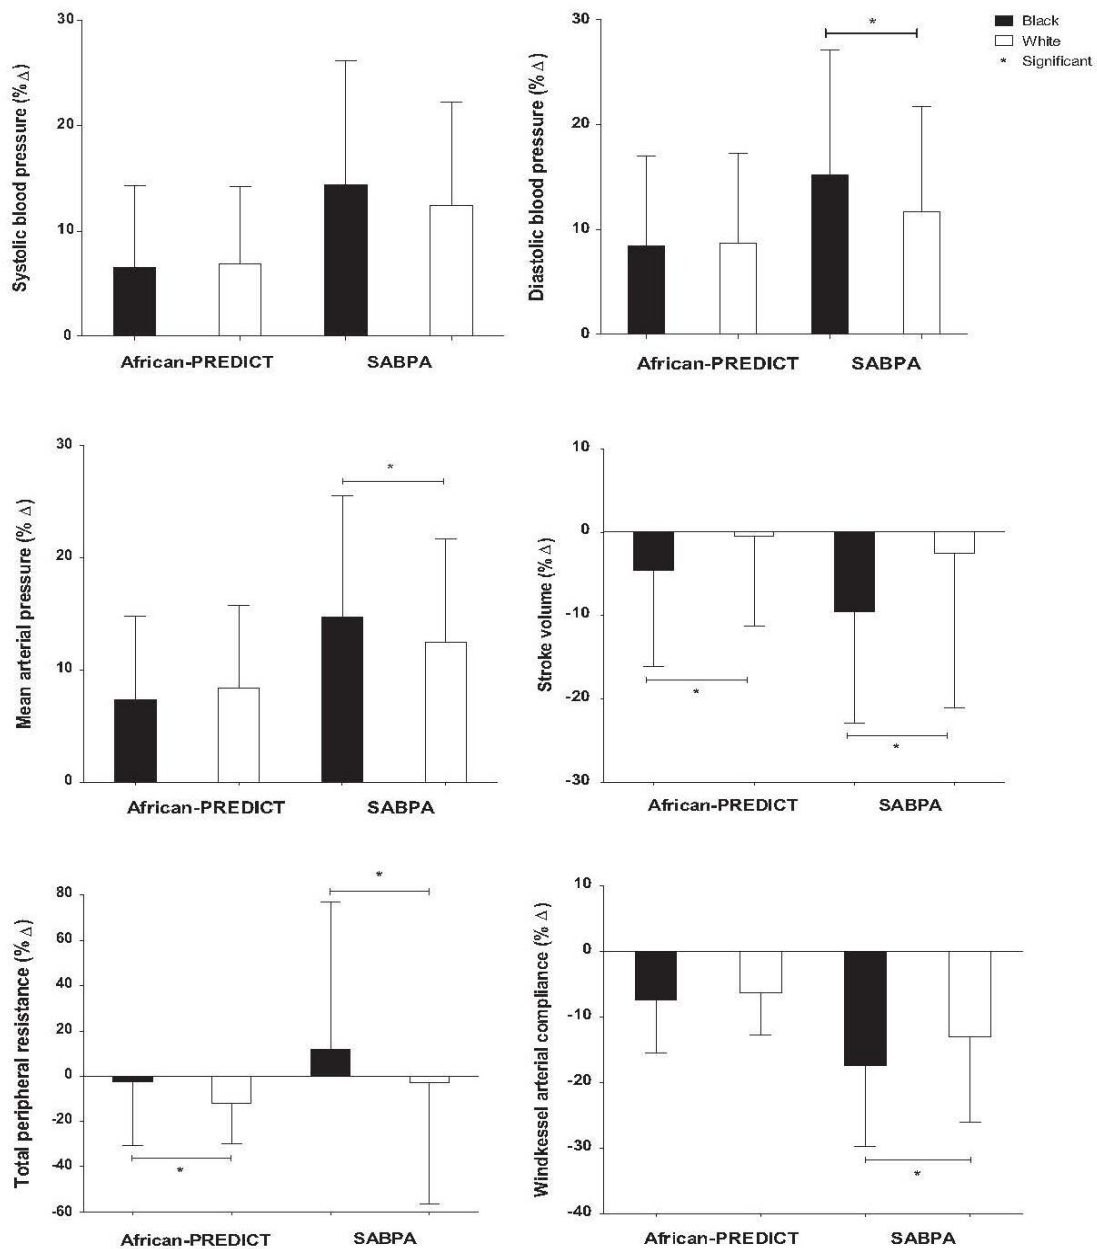 Systolic blood pressure (% Δ)
30
20
10
0
African-PREDICT SABPA
Diastolic blood pressure (% Δ)
30
20
10
0
*
African-PREDICT SABPA
Black
White
* Significant
Mean arterial pressure (% Δ)
30
20
10
0
*
African-PREDICT SABPA
Stroke volume (% Δ)
10
0
-10
-20
-30
*
*
African-PREDICT SABPA
Total peripheral resistance (% Δ)
80
60
40
20
0
-20
-40
-60
*
*
African-PREDICT SABPA
Windkessel arterial compliance (% Δ)
10
0
-10
-20
-30
-40
*
African-PREDICT SABPA